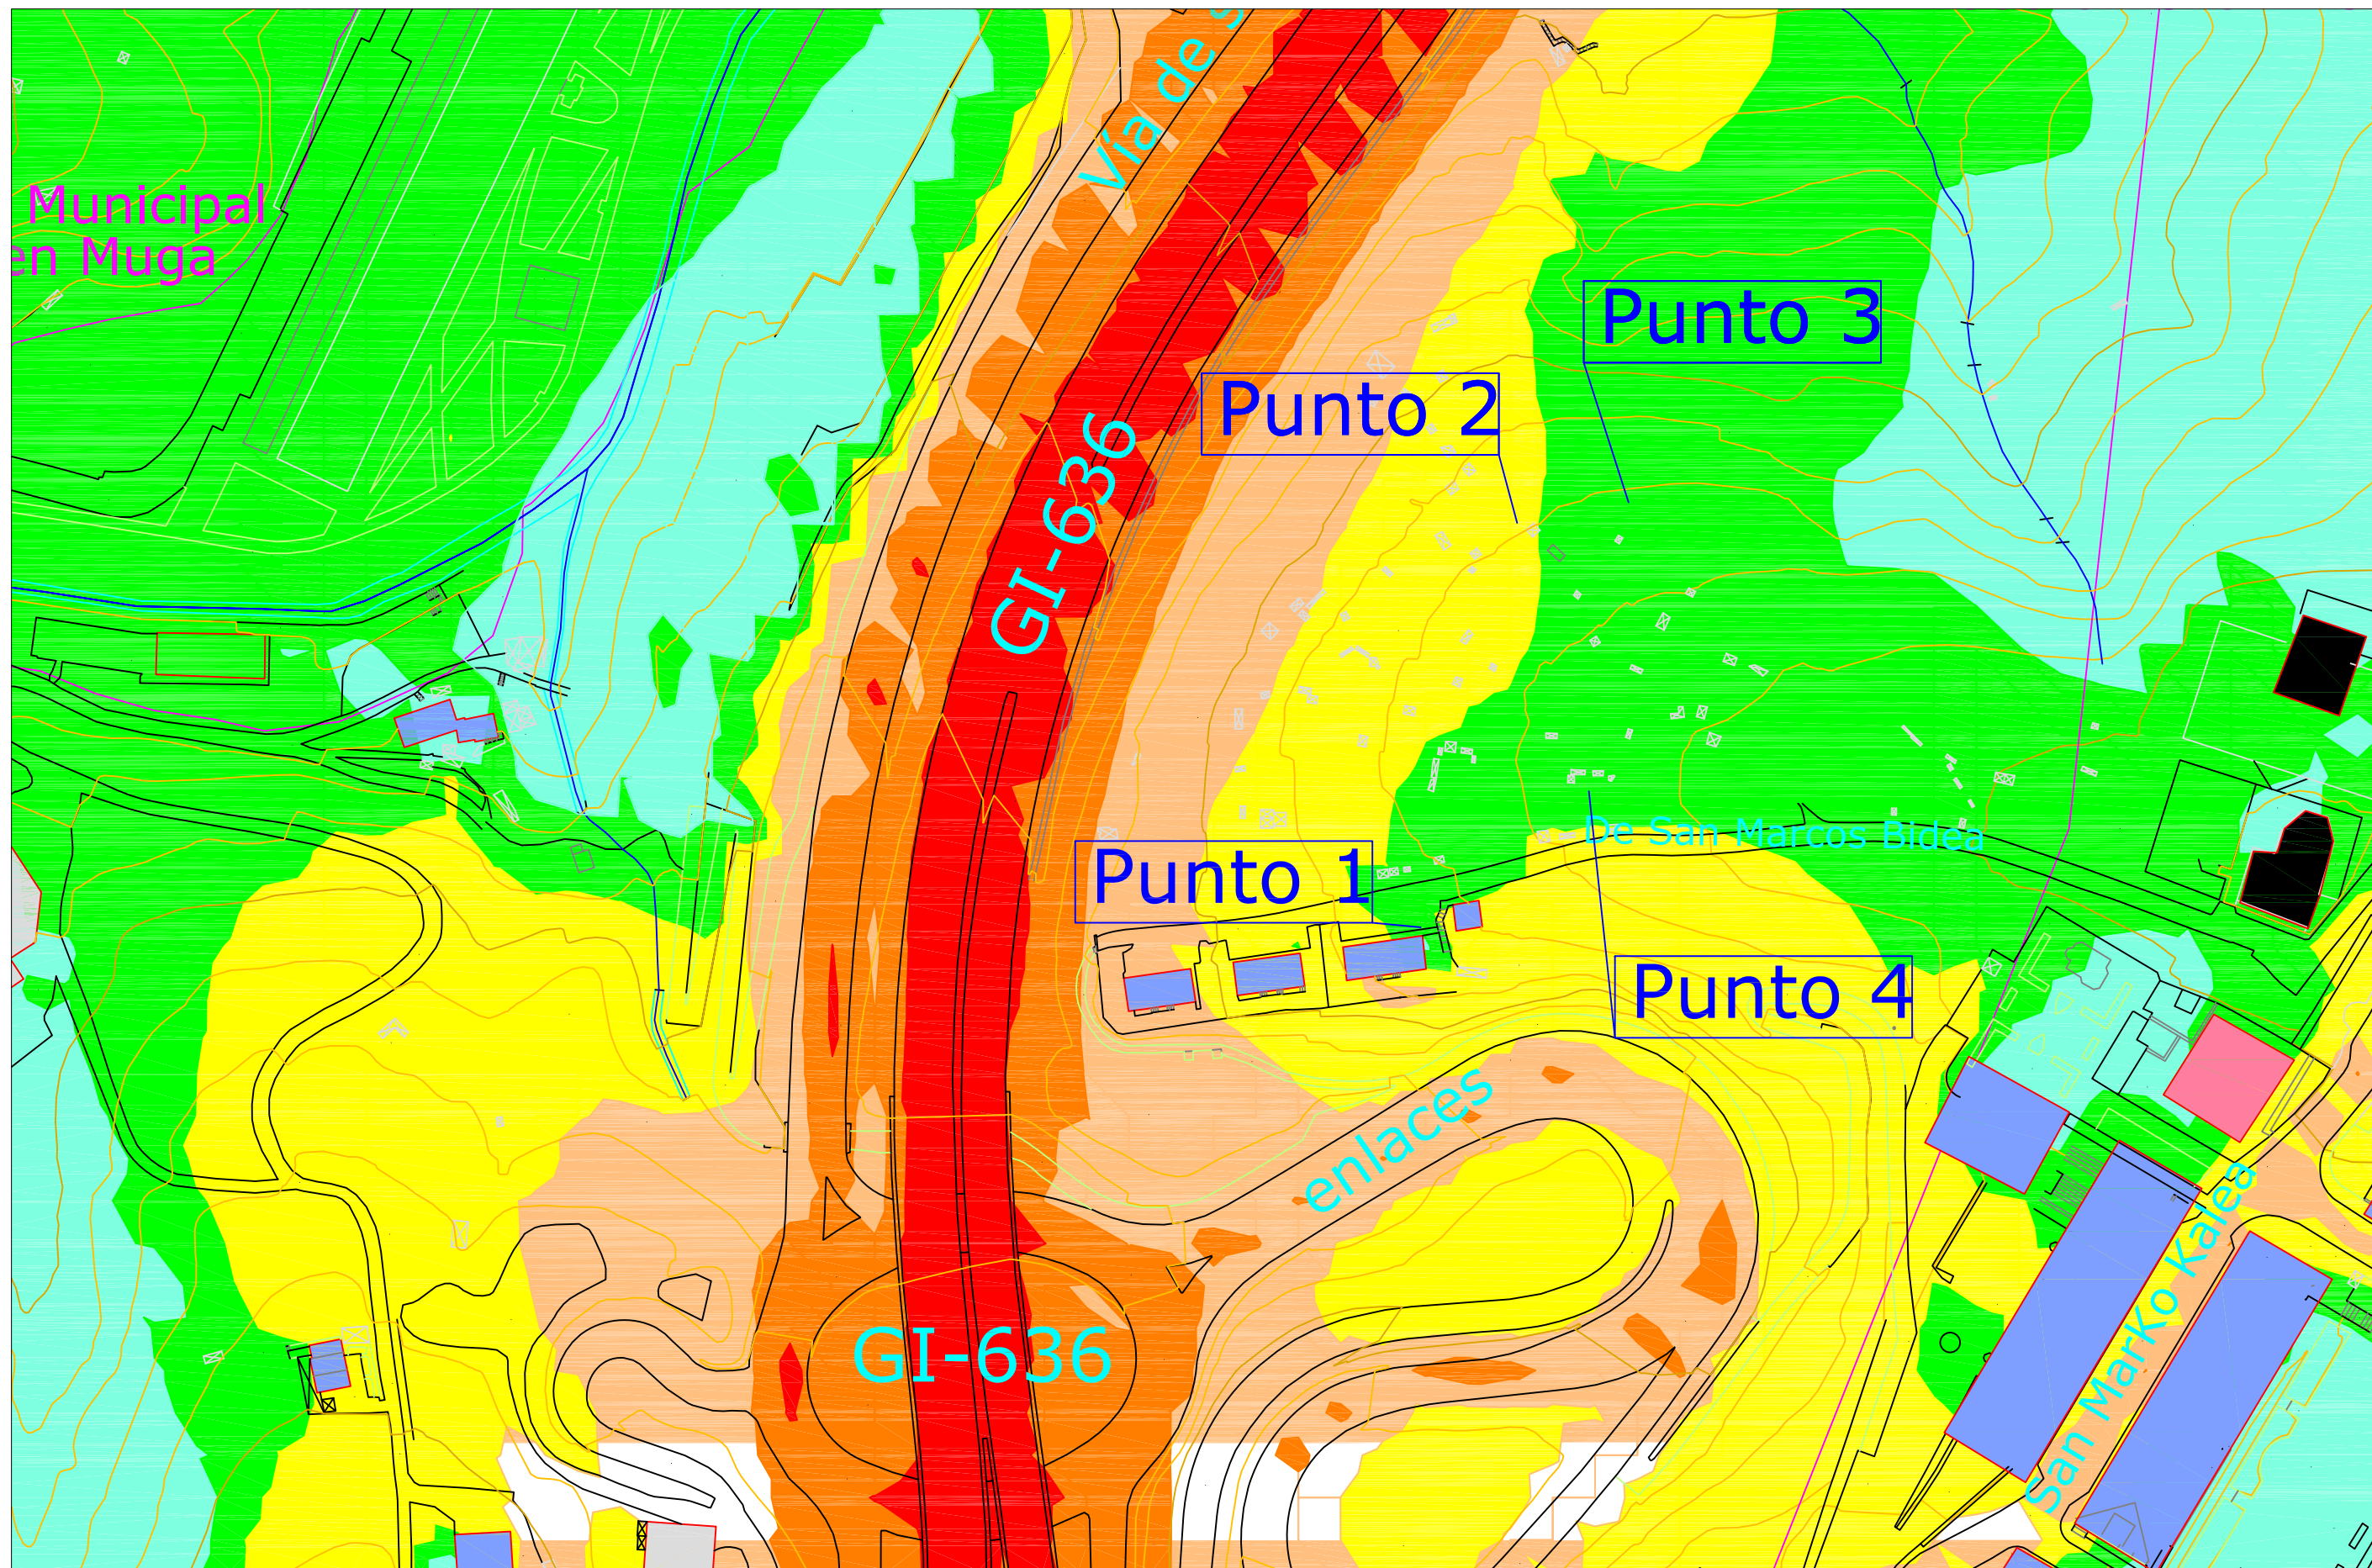 Vía de s
Municipal
en Muga
Punto 3
Punto 2
GI-636
De San Marcos Bidea
Punto 1
Punto 4
enlaces
San MarKo Kalea
GI-636